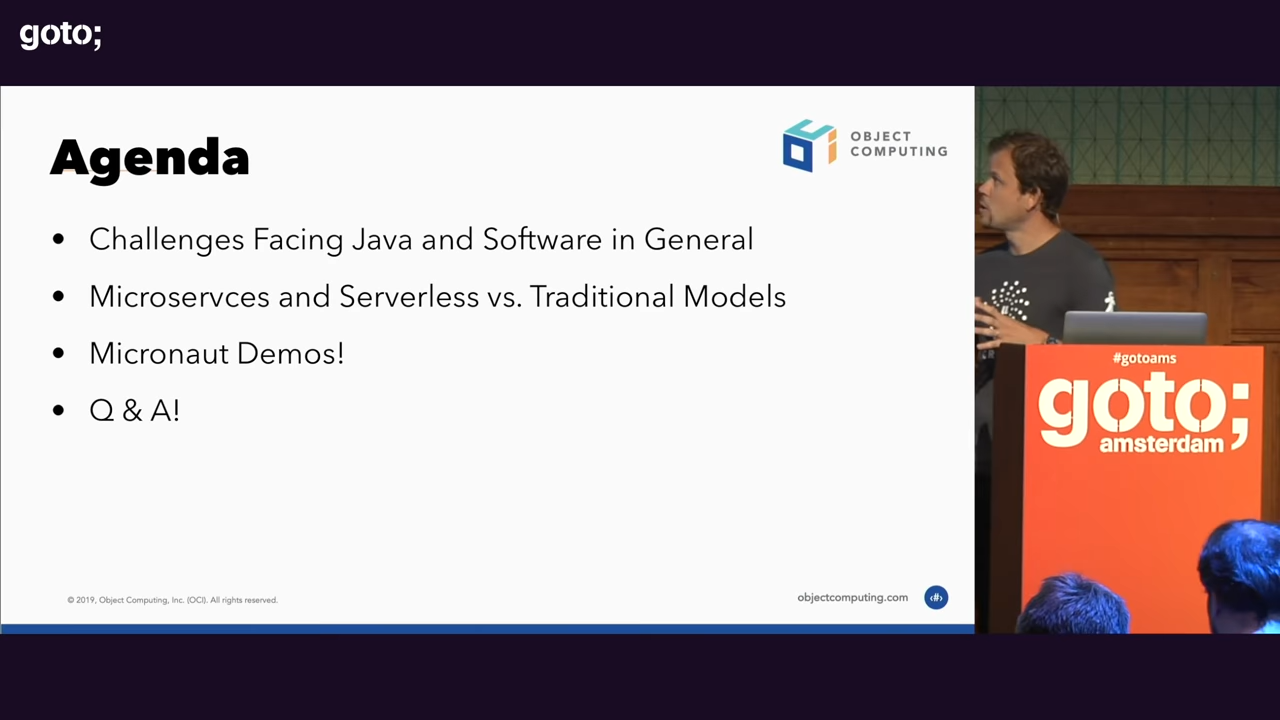 goto;
Agenda
OBJECT
COMPUTING
• Challenges Facing Java and Software in General
• Microservces and Serverless vs. Traditional Models
• Micronaut Demos!
• Q & A!
© 2019, Object Computing, Inc. (OCI). All rights reserved.
objectcomputing.com
‹#›
#gotoams
goto;
amsterdam